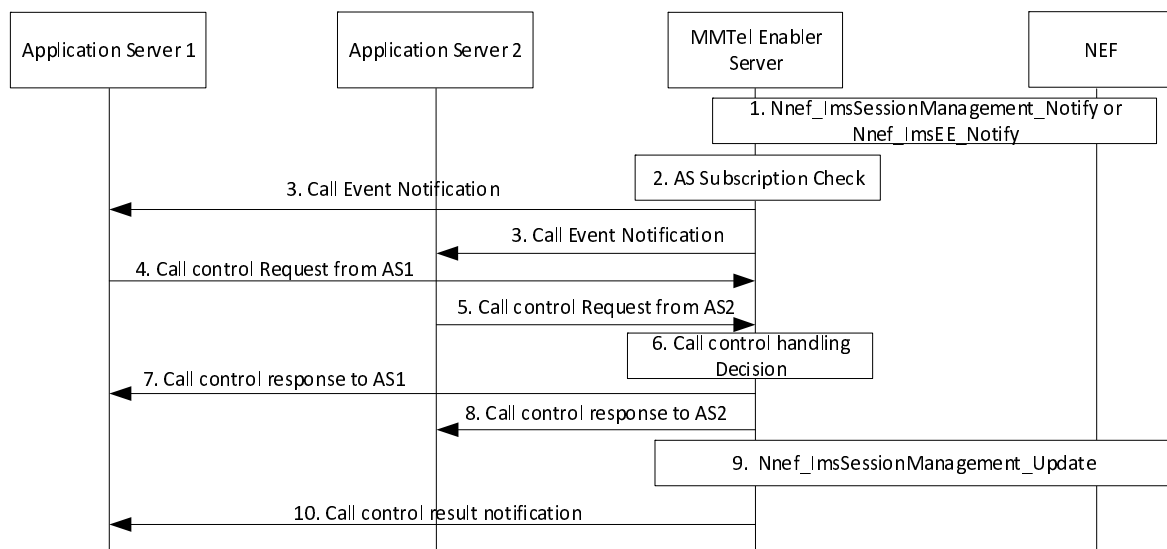 Application Server 1
Application Server 2
MMTel Enabler
Server
NEF
1. Nnef_ImsSessionManagement_Notify or
Nnef_ImsEE_Notify
2. AS Subscription Check
3. Call Event Notification
3. Call Event Notification
4. Call control Request from AS1
5. Call control Request from AS2
6. Call control handling
Decision
7. Call control response to AS1
8. Call control response to AS2
9. Nnef_ImsSessionManagement_Update
10. Call control result notification